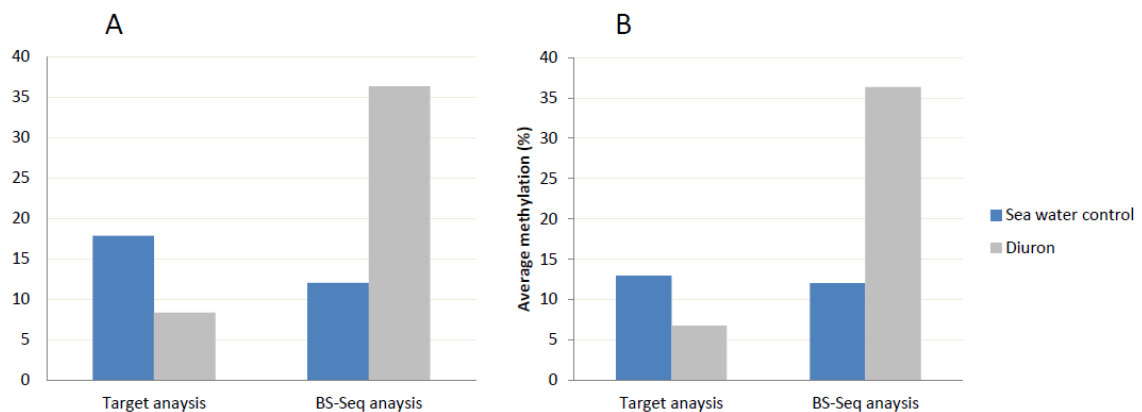 A
40
35
30
25
20
15
10
5
0
Target anaysis
BS-Seq anaysis
B
Average methylation (%)
40
35
30
25
20
15
10
5
0
Target anaysis
BS-Seq anaysis
Sea water control
Diuron